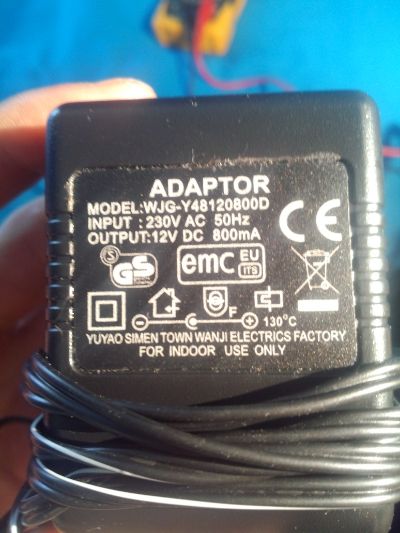 ADAPTOR
MODEL:WJG-Y48120800D
INPUT : 230V AC 50Hz
OUTPUT:12V DC 800mA
CE
S GS
emc EU ITS
F F
130°C
YUYAO SIMEN TOWN WANJI ELECTRICS FACTORY
FOR INDOOR USE ONLY